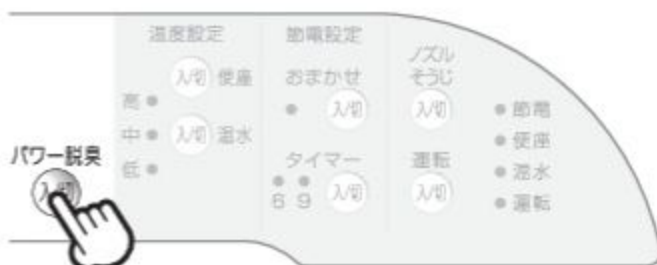 パワー脱臭
入/切
温度設定
入/切 便座
高
中 入/切 温水
低
節電設定
おまかせ
入/切
タイマー
6 9 入/切
ノズル
そうじ
入/切
運転
入/切
節電
便座
温水
運転